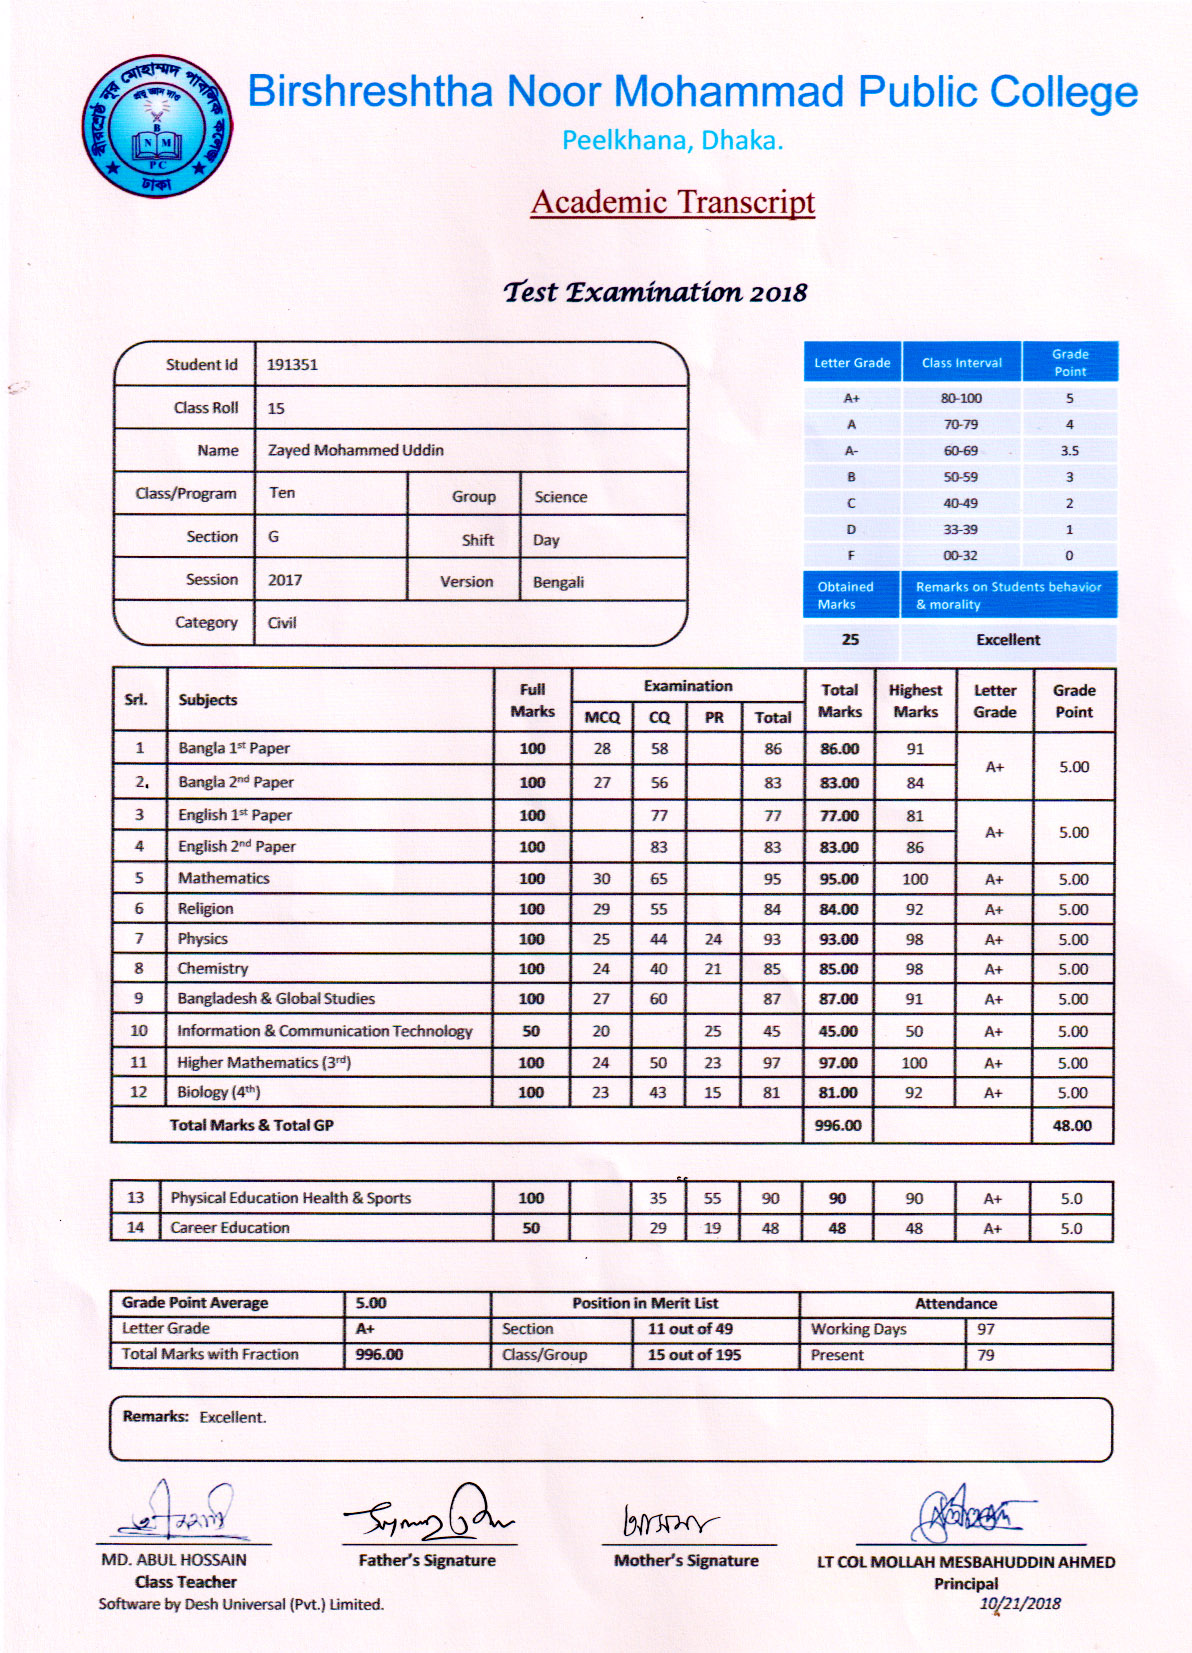 বীরশ্রেষ্ঠ নূর মোহাম্মদ পাবলিক কলেজ
প্রভু জ্ঞান দাও
B
N M
P C
ঢাকা
Birshreshtha Noor Mohammad Public College
Peelkhana, Dhaka.
Academic Transcript
Test Examination 2018
Student Id 191351
Class Roll 15
Name Zayed Mohammed Uddin
Class/Program Ten Group Science
Section G Shift Day
Session 2017 Version Bengali
Category Civil
Letter Grade Class Interval Grade Point
A+ 80-100 5
A 70-79 4
A- 60-69 3.5
B 50-59 3
C 40-49 2
D 33-39 1
F 00-32 0
Obtained Marks Remarks on Students behavior & morality
25 Excellent
Srl. Subjects Full Marks Examination Total Marks Highest Marks Letter Grade Grade Point
MCQ CQ PR Total
1 Bangla 1st Paper 100 28 58 86 86.00 91 A+ 5.00
2. Bangla 2nd Paper 100 27 56 83 83.00 84
3 English 1st Paper 100 77 77 77.00 81 A+ 5.00
4 English 2nd Paper 100 83 83 83.00 86
5 Mathematics 100 30 65 95 95.00 100 A+ 5.00
6 Religion 100 29 55 84 84.00 92 A+ 5.00
7 Physics 100 25 44 24 93 93.00 98 A+ 5.00
8 Chemistry 100 24 40 21 85 85.00 98 A+ 5.00
9 Bangladesh & Global Studies 100 27 60 87 87.00 91 A+ 5.00
10 Information & Communication Technology 50 20 25 45 45.00 50 A+ 5.00
11 Higher Mathematics (3rd) 100 24 50 23 97 97.00 100 A+ 5.00
12 Biology (4th) 100 23 43 15 81 81.00 92 A+ 5.00
Total Marks & Total GP 996.00 48.00
13 Physical Education Health & Sports 100 35 55 90 90 90 A+ 5.0
14 Career Education 50 29 19 48 48 48 A+ 5.0
Grade Point Average 5.00 Position in Merit List Attendance
Letter Grade A+ Section 11 out of 49 Working Days 97
Total Marks with Fraction 996.00 Class/Group 15 out of 195 Present 79
Remarks: Excellent.
MD. ABUL HOSSAIN Father's Signature Mother's Signature LT COL MOLLAH MESBAHUDDIN AHMED
Class Teacher Principal
Software by Desh Universal (Pvt.) Limited. 10/21/2018